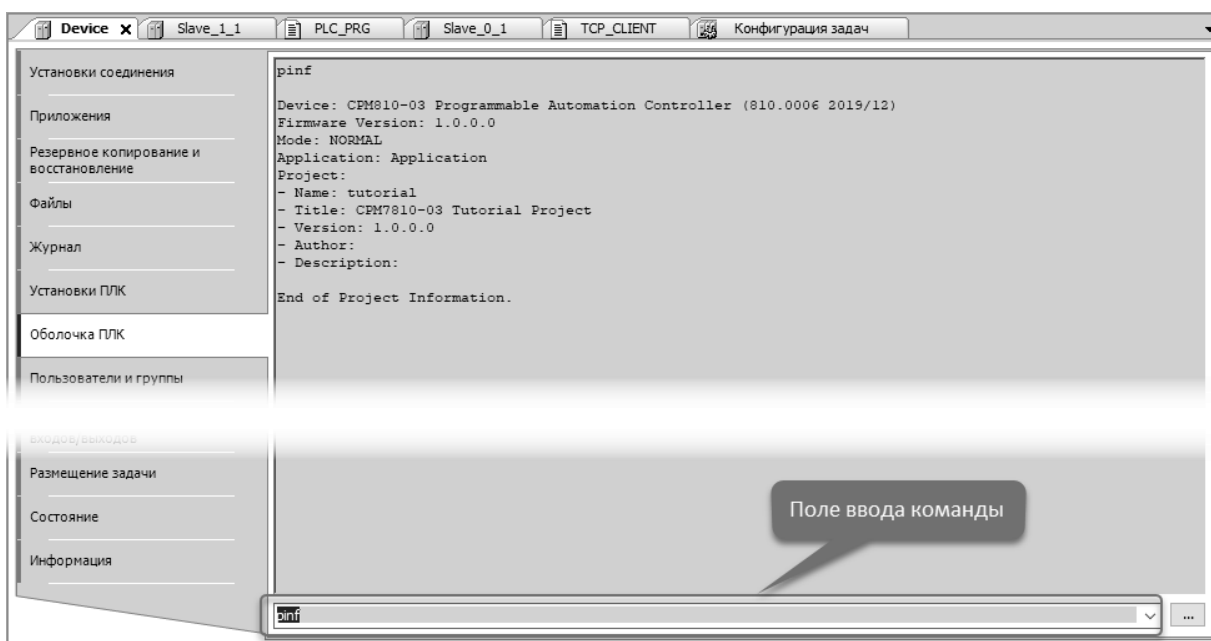 Device
Slave_1_1
PLC_PRG
Slave_0_1
TCP_CLIENT
Конфигурация задач
Установки соединения
Приложения
Резервное копирование и
восстановление
Файлы
Журнал
Установки ПЛК
Оболочка ПЛК
Пользователи и группы
входов/выходов
Размещение задачи
Состояние
Информация
pinf
Device: CPM810-03 Programmable Automation Controller (810.0006 2019/12)
Firmware Version: 1.0.0.0
Mode: NORMAL
Application: Application
Project:
- Name: tutorial
- Title: CPM7810-03 Tutorial Project
- Version: 1.0.0.0
- Author:
- Description:
End of Project Information.
Поле ввода команды
pinf
...